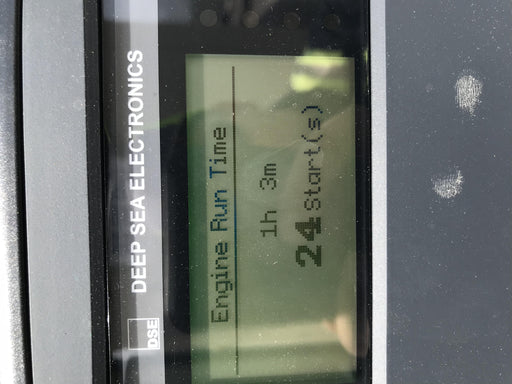 DSE DEEP SEA ELECTRONICS
Engine Run Time
1h 3m
24 Start(s)